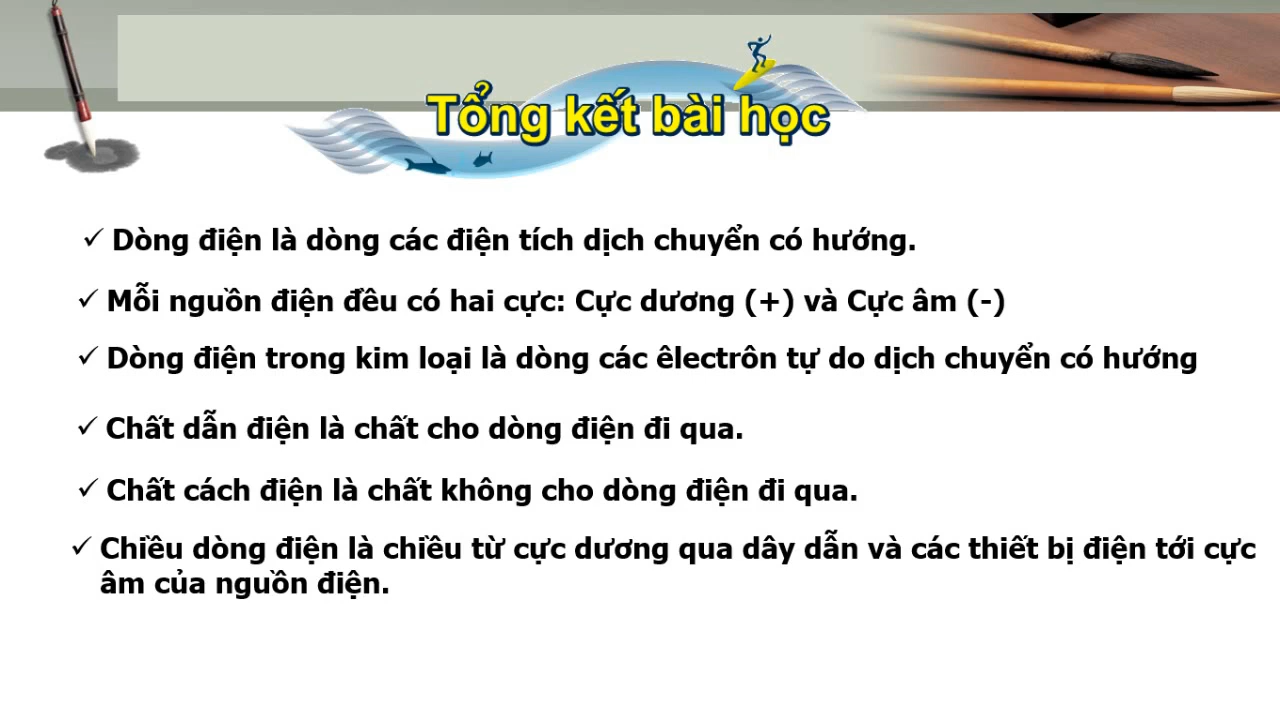 Tổng kết bài học
✓ Dòng điện là dòng các điện tích dịch chuyển có hướng.
✓ Mỗi nguồn điện đều có hai cực: Cực dương (+) và Cực âm (-)
✓ Dòng điện trong kim loại là dòng các êlectrôn tự do dịch chuyển có hướng
✓ Chất dẫn điện là chất cho dòng điện đi qua.
✓ Chất cách điện là chất không cho dòng điện đi qua.
✓ Chiều dòng điện là chiều từ cực dương qua dây dẫn và các thiết bị điện tới cực
âm của nguồn điện.